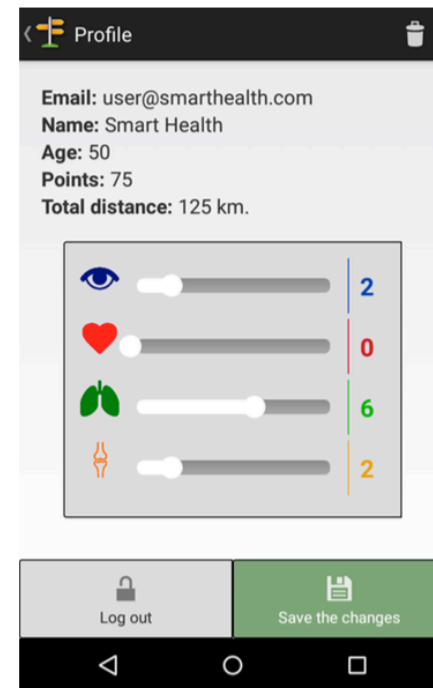 Profile
Email: user@smarthealth.com
Name: Smart Health
Age: 50
Points: 75
Total distance: 125 km.
2
0
6
2
Log out
Save the changes